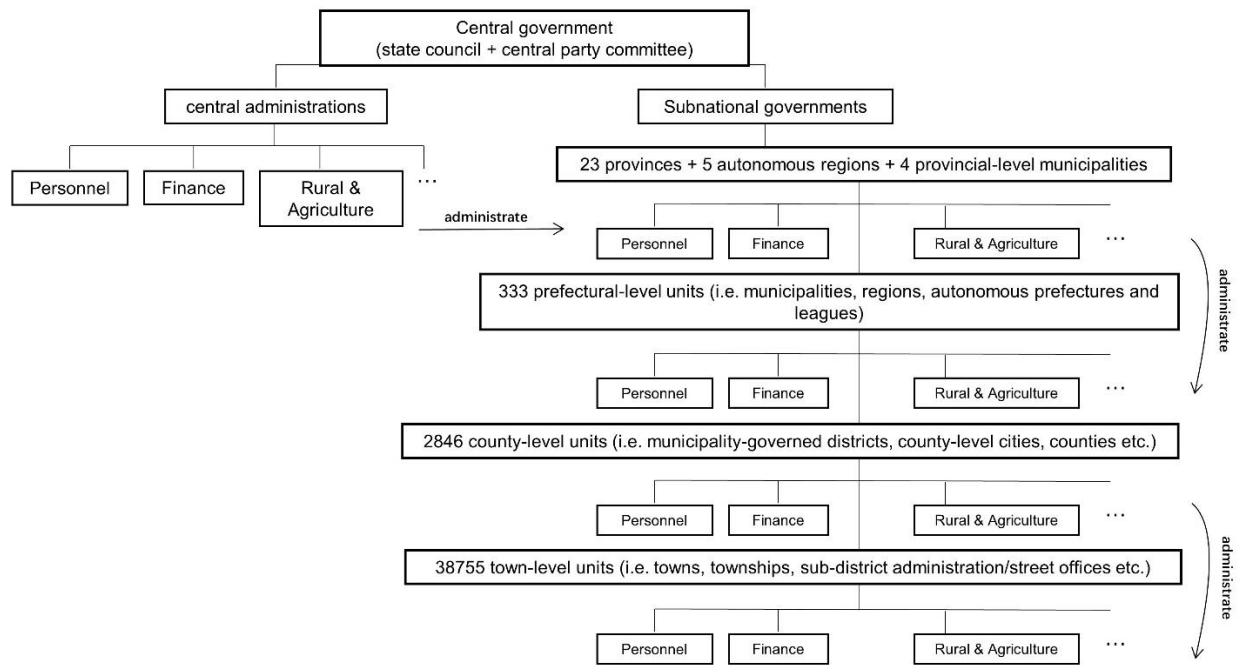 Central government
(state council + central party committee)
central administrations
Subnational governments
23 provinces + 5 autonomous regions + 4 provincial-level municipalities
Personnel
Finance
Rural &
Agriculture
...
administrate
Personnel
Finance
Rural & Agriculture
...
administrate
333 prefectural-level units (i.e. municipalities, regions, autonomous prefectures and
leagues)
Personnel
Finance
Rural & Agriculture
...
2846 county-level units (i.e. municipality-governed districts, county-level cities, counties etc.)
Personnel
Finance
Rural & Agriculture
...
administrate
38755 town-level units (i.e. towns, townships, sub-district administration/street offices etc.)
Personnel
Finance
Rural & Agriculture
...